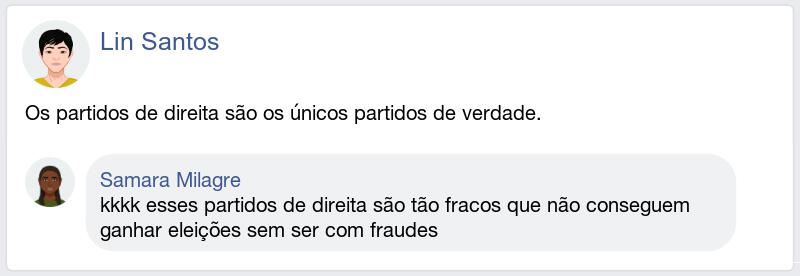 Lin Santos
Os partidos de direita são os únicos partidos de verdade.
Samara Milagre
kkkk esses partidos de direita são tão fracos que não conseguem
ganhar eleições sem ser com fraudes